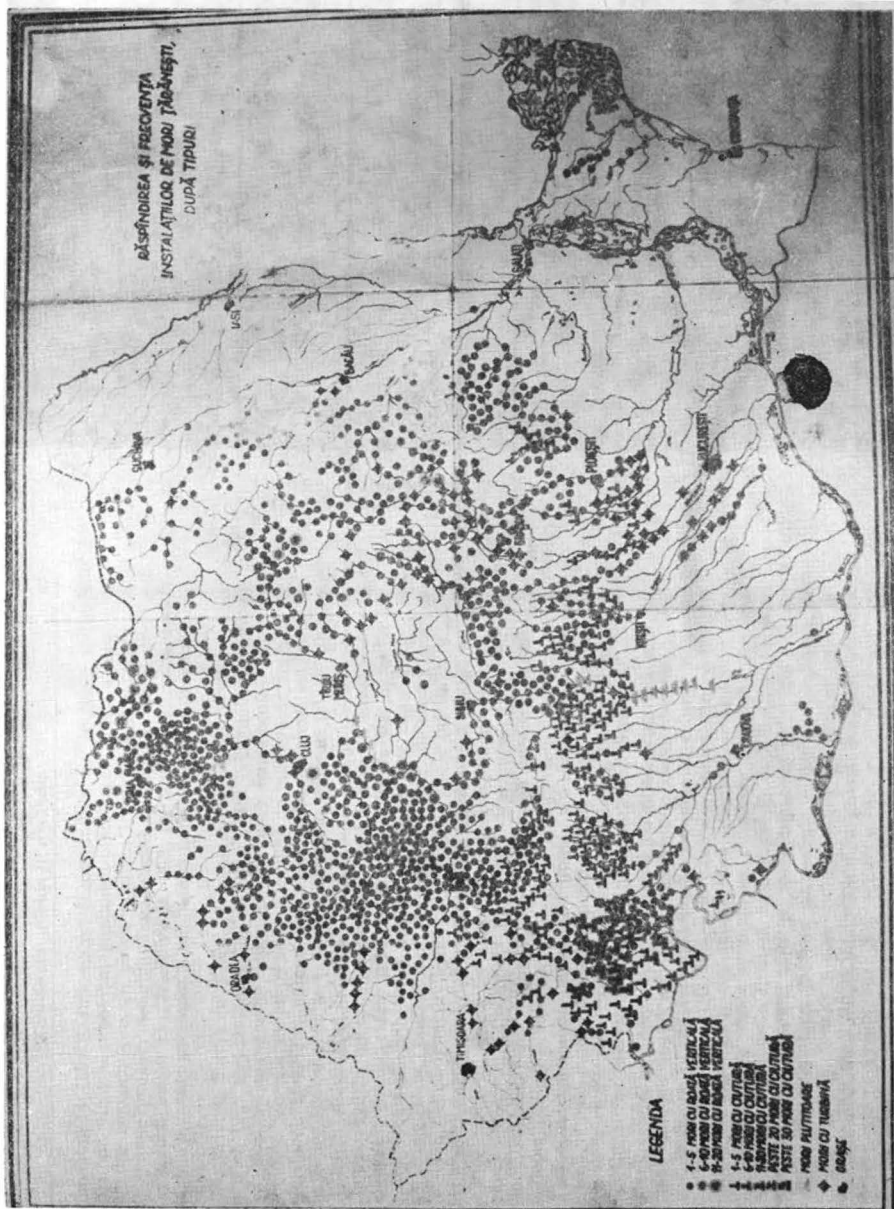 RĂSPÎNDIREA ȘI FRECVENȚA
INSTALAȚIILOR DE MORI ȚĂRĂNEȘTI,
DUPĂ TIPURI
SUCEAVA
IAȘI
BACĂU
ORADEA
CLUJ
TÎRGU
MUREȘ
TIMIȘOARA
SIBIU
PLOIEȘTI
PITEȘTI
BUCUREȘTI
CRAIOVA
GALAȚI
CONSTANȚA
LEGENDA
1-5 MORI CU ROATĂ VERTICALĂ
6-10 MORI CU ROATĂ VERTICALĂ
11-20 MORI CU ROATĂ VERTICALĂ
1-5 MORI CU CIUTURĂ
6-10 MORI CU CIUTURĂ
11-20 MORI CU CIUTURĂ
PESTE 20 MORI CU CIUTURĂ
PESTE 30 MORI CU CIUTURĂ
MORI PLUTITOARE
MORI CU TURBINĂ
ORAȘE